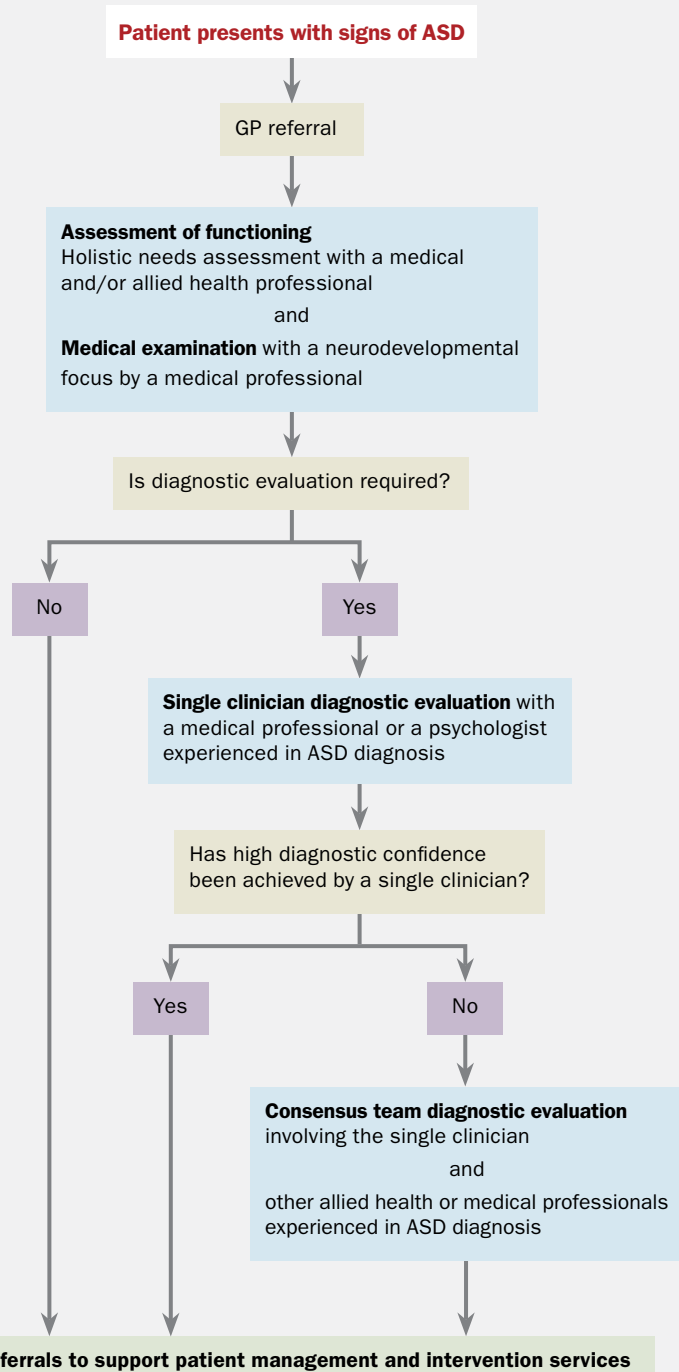 Patient presents with signs of ASD
GP referral
Assessment of functioning
Holistic needs assessment with a medical
and/or allied health professional
and
Medical examination with a neurodevelopmental
focus by a medical professional
Is diagnostic evaluation required?
No
Yes
Single clinician diagnostic evaluation with
a medical professional or a psychologist
experienced in ASD diagnosis
Has high diagnostic confidence
been achieved by a single clinician?
Yes
No
Consensus team diagnostic evaluation
involving the single clinician
and
other allied health or medical professionals
experienced in ASD diagnosis
ferrals to support patient management and intervention services